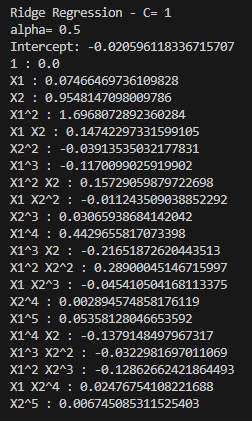 Ridge Regression - C= 1
alpha= 0.5
Intercept: -0.020596118336715707
1 : 0.0
X1 : 0.07466469736109828
X2 : 0.9548147098009786
X1^2 : 1.6968072892360284
X1 X2 : 0.14742297331599105
X2^2 : -0.03913535032177831
X1^3 : -0.1170099025919902
X1^2 X2 : 0.15729059879722698
X1 X2^2 : -0.011243509038852292
X2^3 : 0.03065938684142042
X1^4 : 0.4429655817073398
X1^3 X2 : -0.21651872620443513
X1^2 X2^2 : 0.28900045146715997
X1 X2^3 : -0.045410504168113375
X2^4 : 0.002894574858176119
X1^5 : 0.05358128046653592
X1^4 X2 : -0.1379148497967317
X1^3 X2^2 : -0.0322981697011069
X1^2 X2^3 : -0.12862662421864493
X1 X2^4 : 0.02476754108221688
X2^5 : 0.006745085311525403